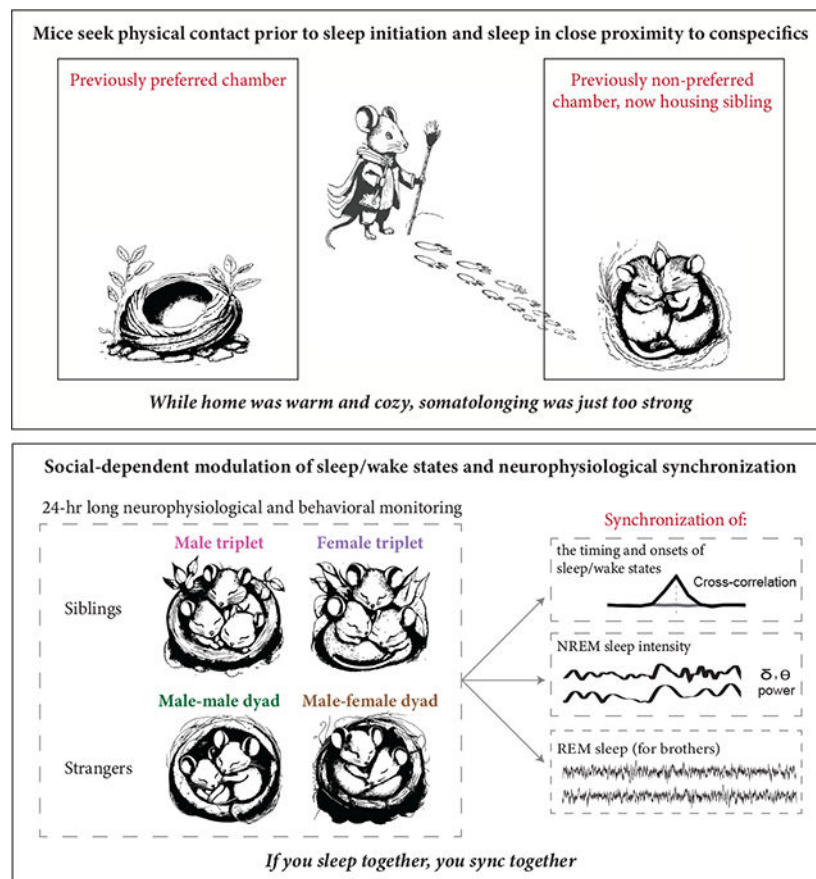 Mice seek physical contact prior to sleep initiation and sleep in close proximity to conspecifics
Previously preferred chamber
Previously non-preferred
chamber, now housing sibling
While home was warm and cozy, somatolonging was just too strong
Social-dependent modulation of sleep/wake states and neurophysiological synchronization
24-hr long neurophysiological and behavioral monitoring
Male triplet
Female triplet
Siblings
Male-male dyad
Male-female dyad
Strangers
Synchronization of:
the timing and onsets of
sleep/wake states
Cross-correlation
NREM sleep intensity
δ,θ
power
REM sleep (for brothers)
If you sleep together, you sync together